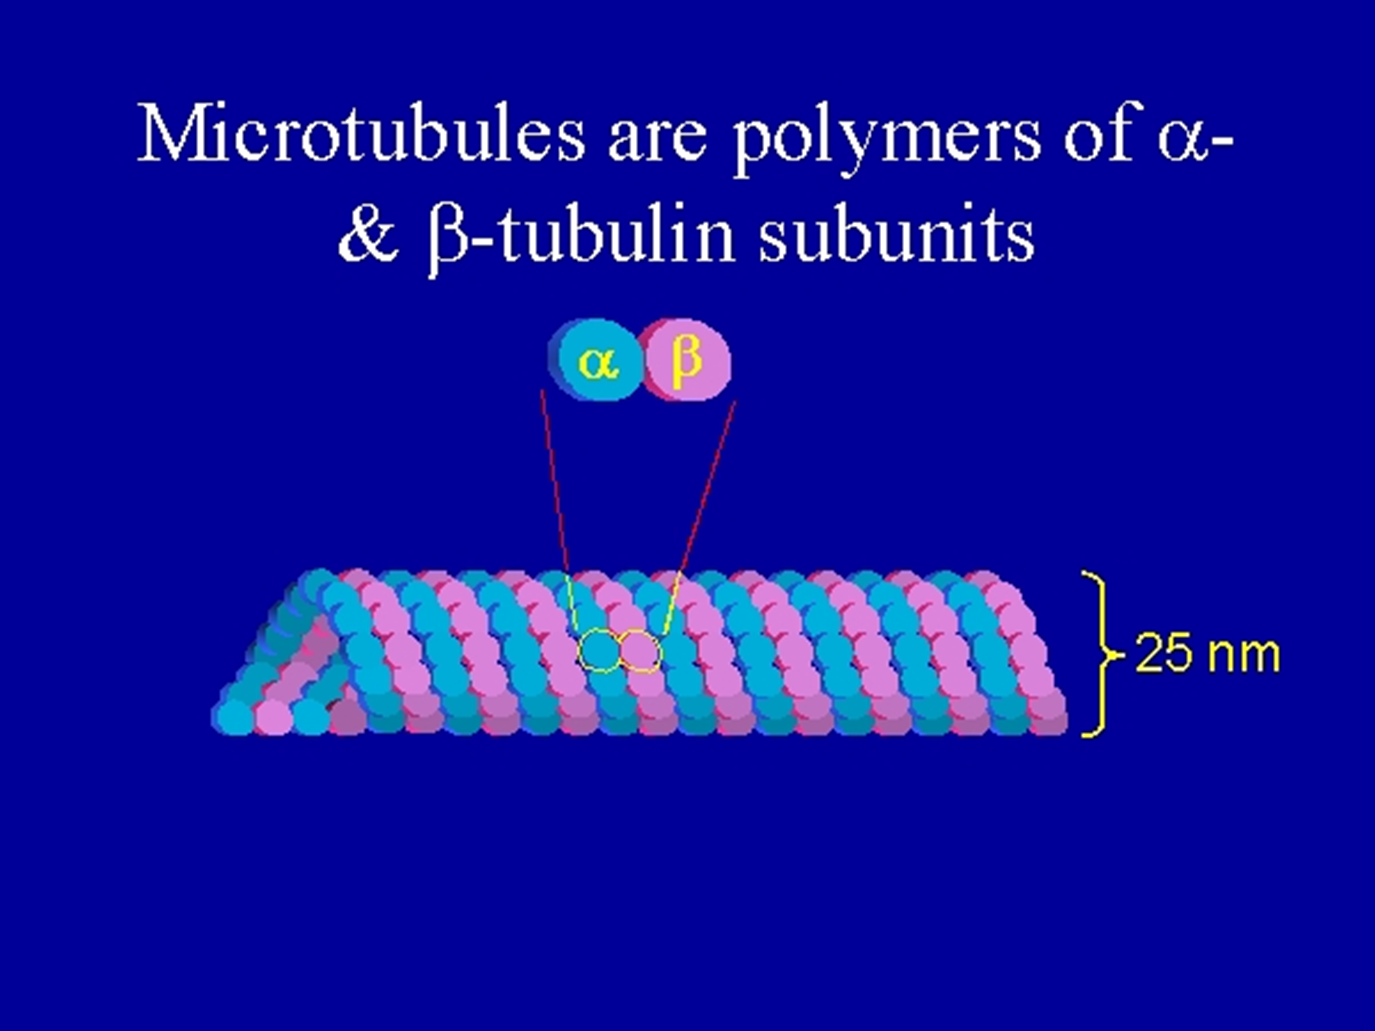 Microtubules are polymers of α-
& β-tubulin subunits
α β
25 nm